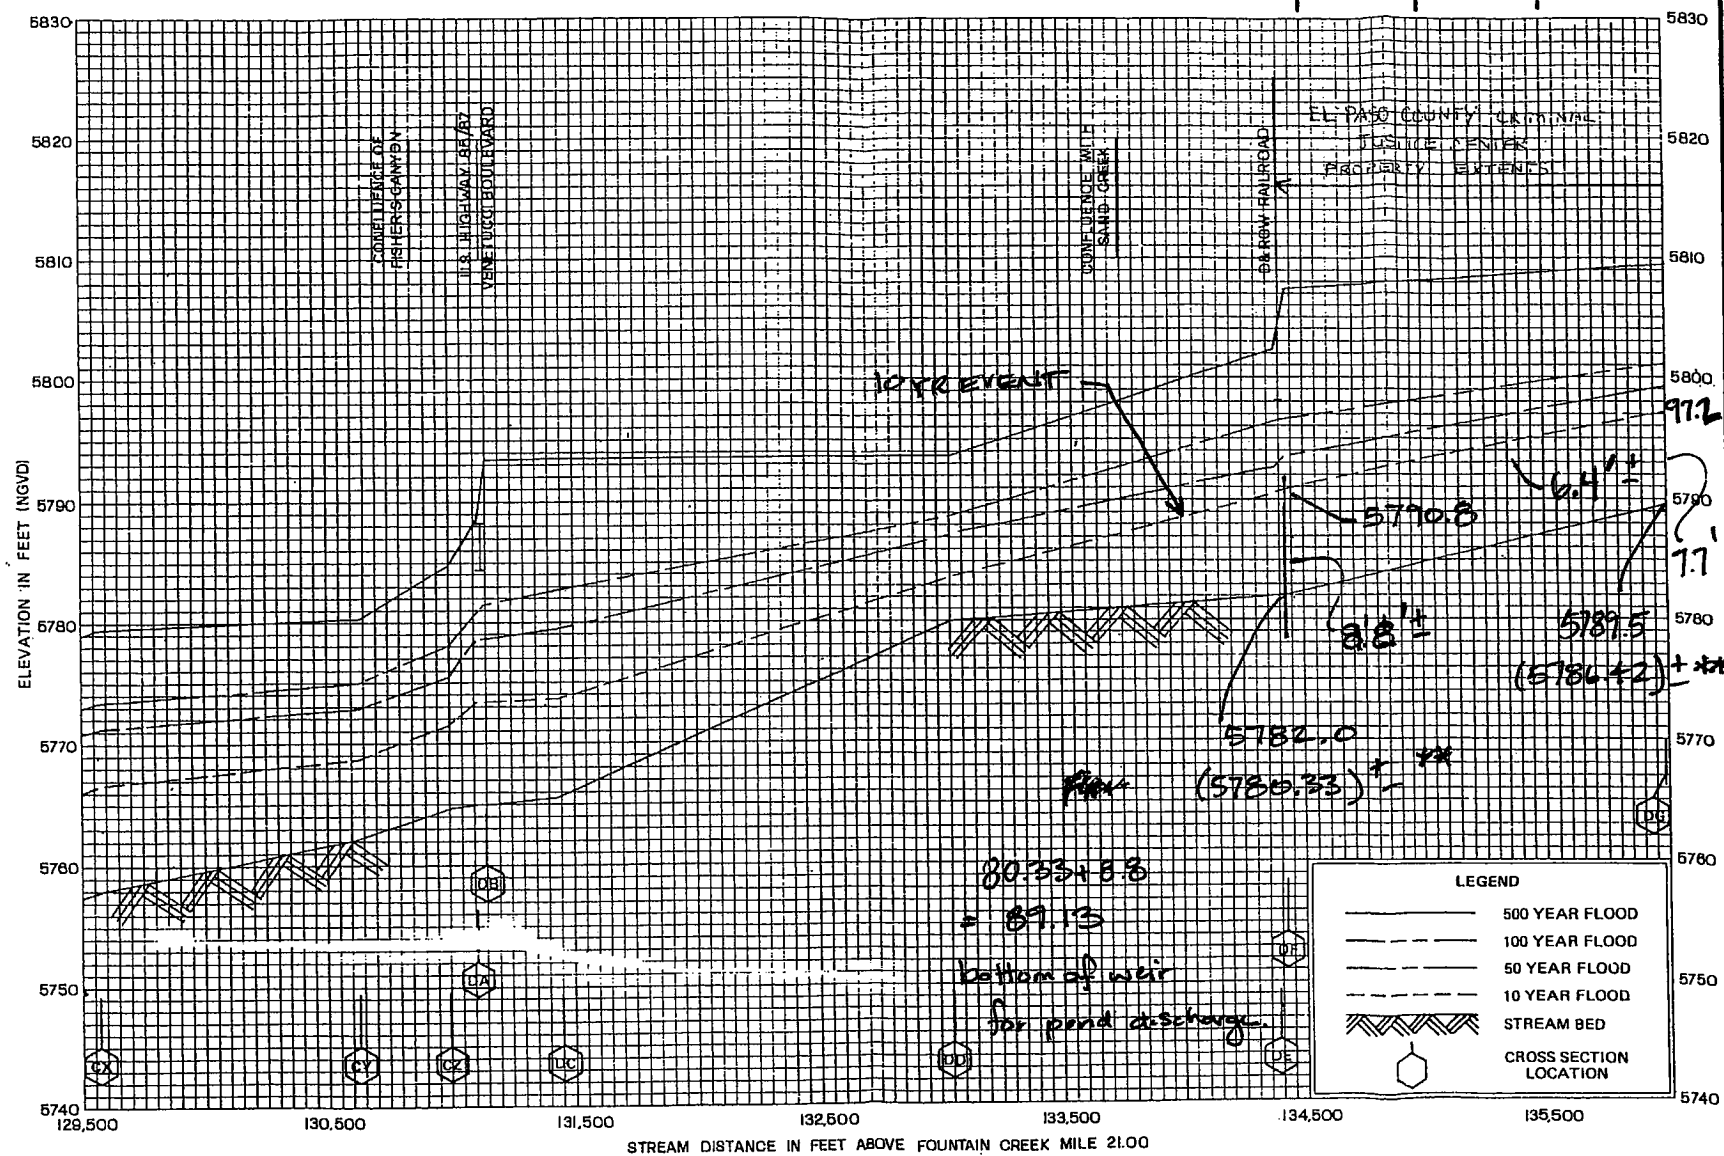 5830
5820
5810
5800
5790
5780
5770
5760
5750
5740
ELEVATION IN FEET (NGVD)
CONFLUENCE OF
FISHERS CANYON
U.S. HIGHWAY 85/87
VENETUCCI BOULEVARD
CONFLUENCE WITH
SAND CREEK
D&RGW RAILROAD
EL PASO COUNTY CRIMINAL
JUSTICE CENTER
PROPERTY EXTENTS
5830
5820
5810
5800
97.2
5790
7.7'
5780
5770
5760
5750
5740
10 YR EVENT
6.4'±
5790.8
8.8'±
5789.5
(5786.42)± **
5782.0
(5780.33)± **
80.33+8.8
= 89.13
bottom of weir
for pond discharge.
CX
CY
CZ
DA
DB
DC
DD
DE
DF
DG
LEGEND
500 YEAR FLOOD
100 YEAR FLOOD
50 YEAR FLOOD
10 YEAR FLOOD
STREAM BED
CROSS SECTION
LOCATION
129,500
130,500
131,500
132,500
133,500
134,500
135,500
STREAM DISTANCE IN FEET ABOVE FOUNTAIN CREEK MILE 21.00